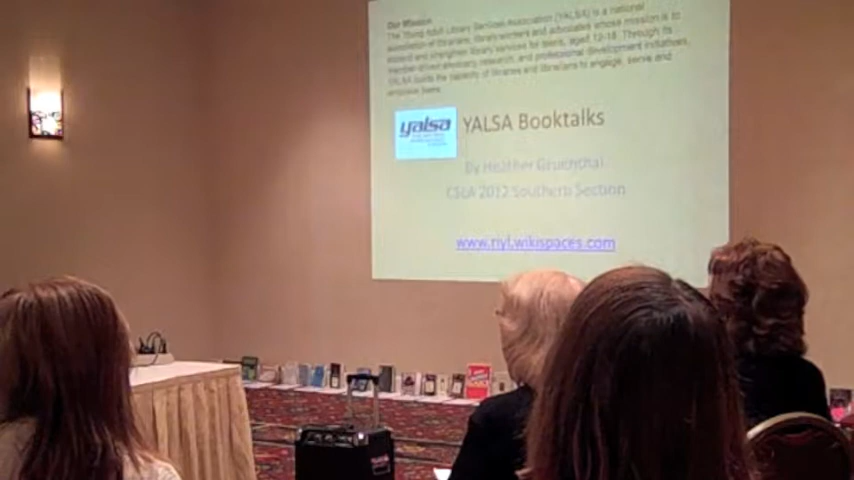 Our Mission
The Young Adult Library Services Association (YALSA) is a national
association of librarians, library workers and advocates whose mission is to
expand and strengthen library services for teens, aged 12-18. Through its
member-driven advocacy, research, and professional development initiatives,
YALSA builds the capacity of libraries and librarians to engage, serve and
empower teens.
yalsa
YALSA Booktalks
By Heather Gruenthal
CSLA 2012 Southern Section
www.riyl.wikispaces.com